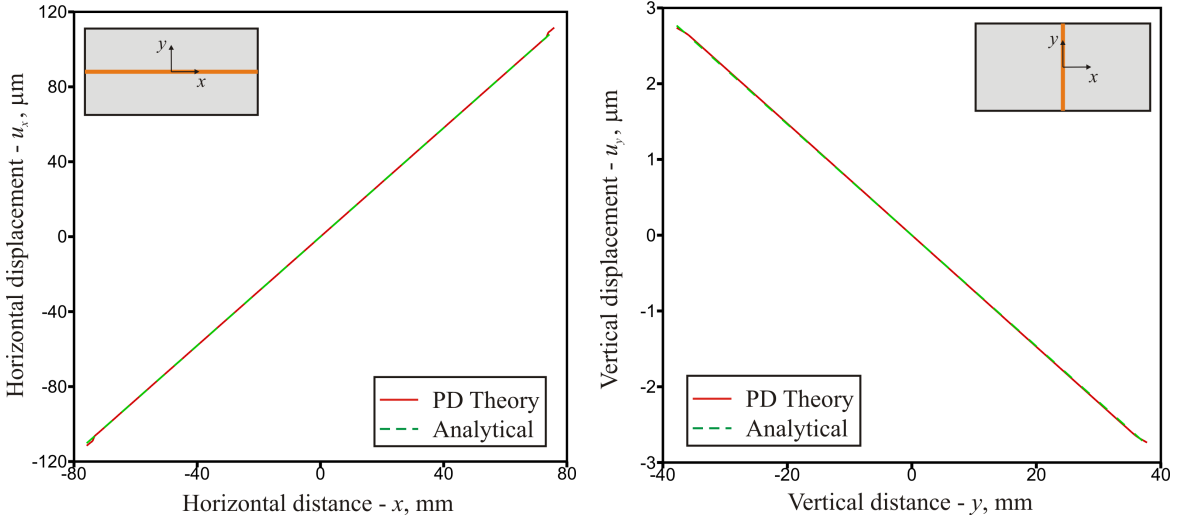 120
80
40
0
-40
-80
-120
-80
-40
0
40
80
Horizontal displacement - uₓ, μm
Horizontal distance - x, mm
y
x
PD Theory
Analytical
3
2
1
0
-1
-2
-3
-40
-20
0
20
40
Vertical displacement - u_y, μm
Vertical distance - y, mm
y
x
PD Theory
Analytical